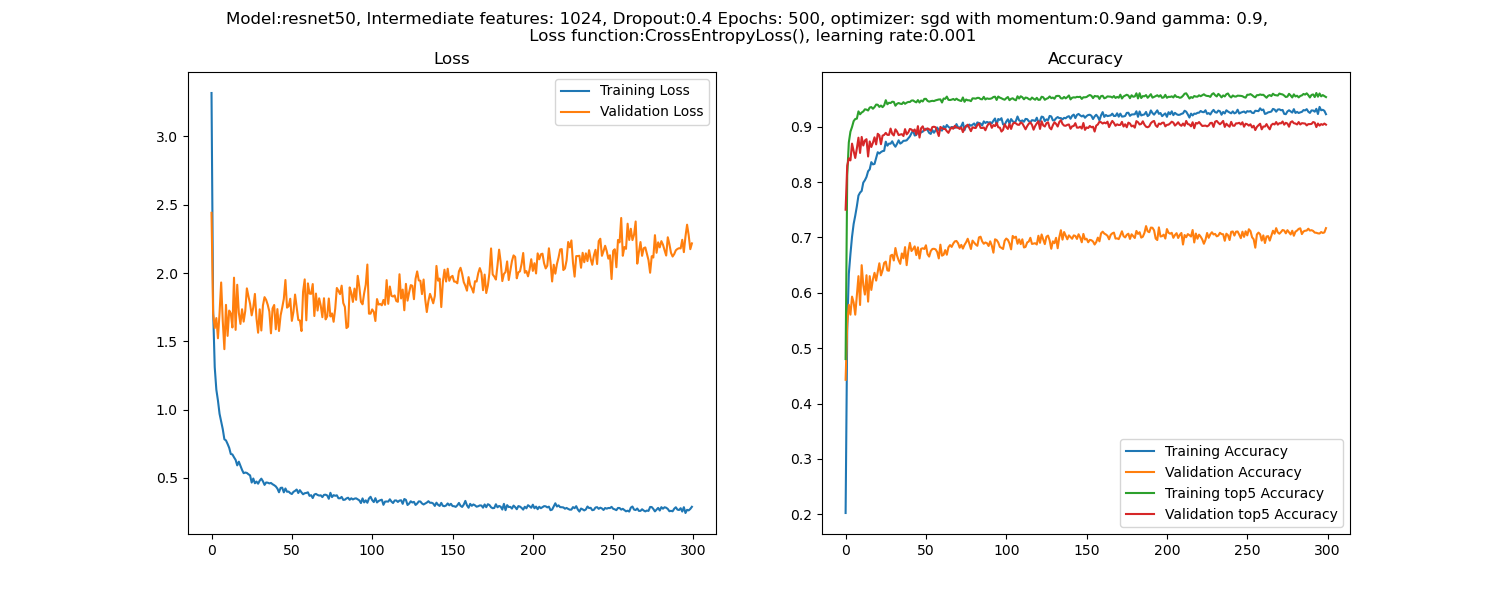 Model:resnet50, Intermediate features: 1024, Dropout:0.4 Epochs: 500, optimizer: sgd with momentum:0.9and gamma: 0.9,
Loss function:CrossEntropyLoss(), learning rate:0.001
Loss
Training Loss
Validation Loss
3.0
2.5
2.0
1.5
1.0
0.5
0 50 100 150 200 250 300
Accuracy
0.9
0.8
0.7
0.6
0.5
0.4
0.3
0.2
Training Accuracy
Validation Accuracy
Training top5 Accuracy
Validation top5 Accuracy
0 50 100 150 200 250 300